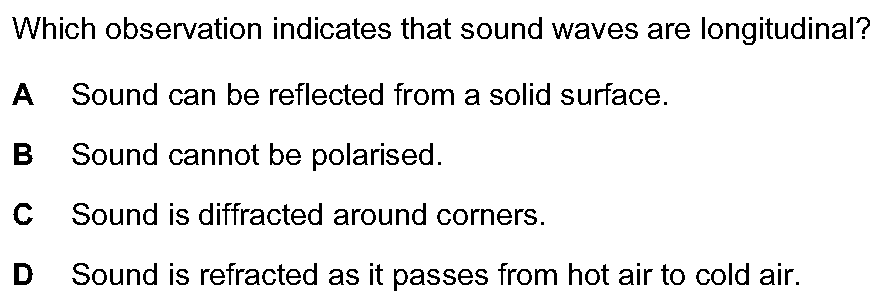 Which observation indicates that sound waves are longitudinal?
A Sound can be reflected from a solid surface.
B Sound cannot be polarised.
C Sound is diffracted around corners.
D Sound is refracted as it passes from hot air to cold air.